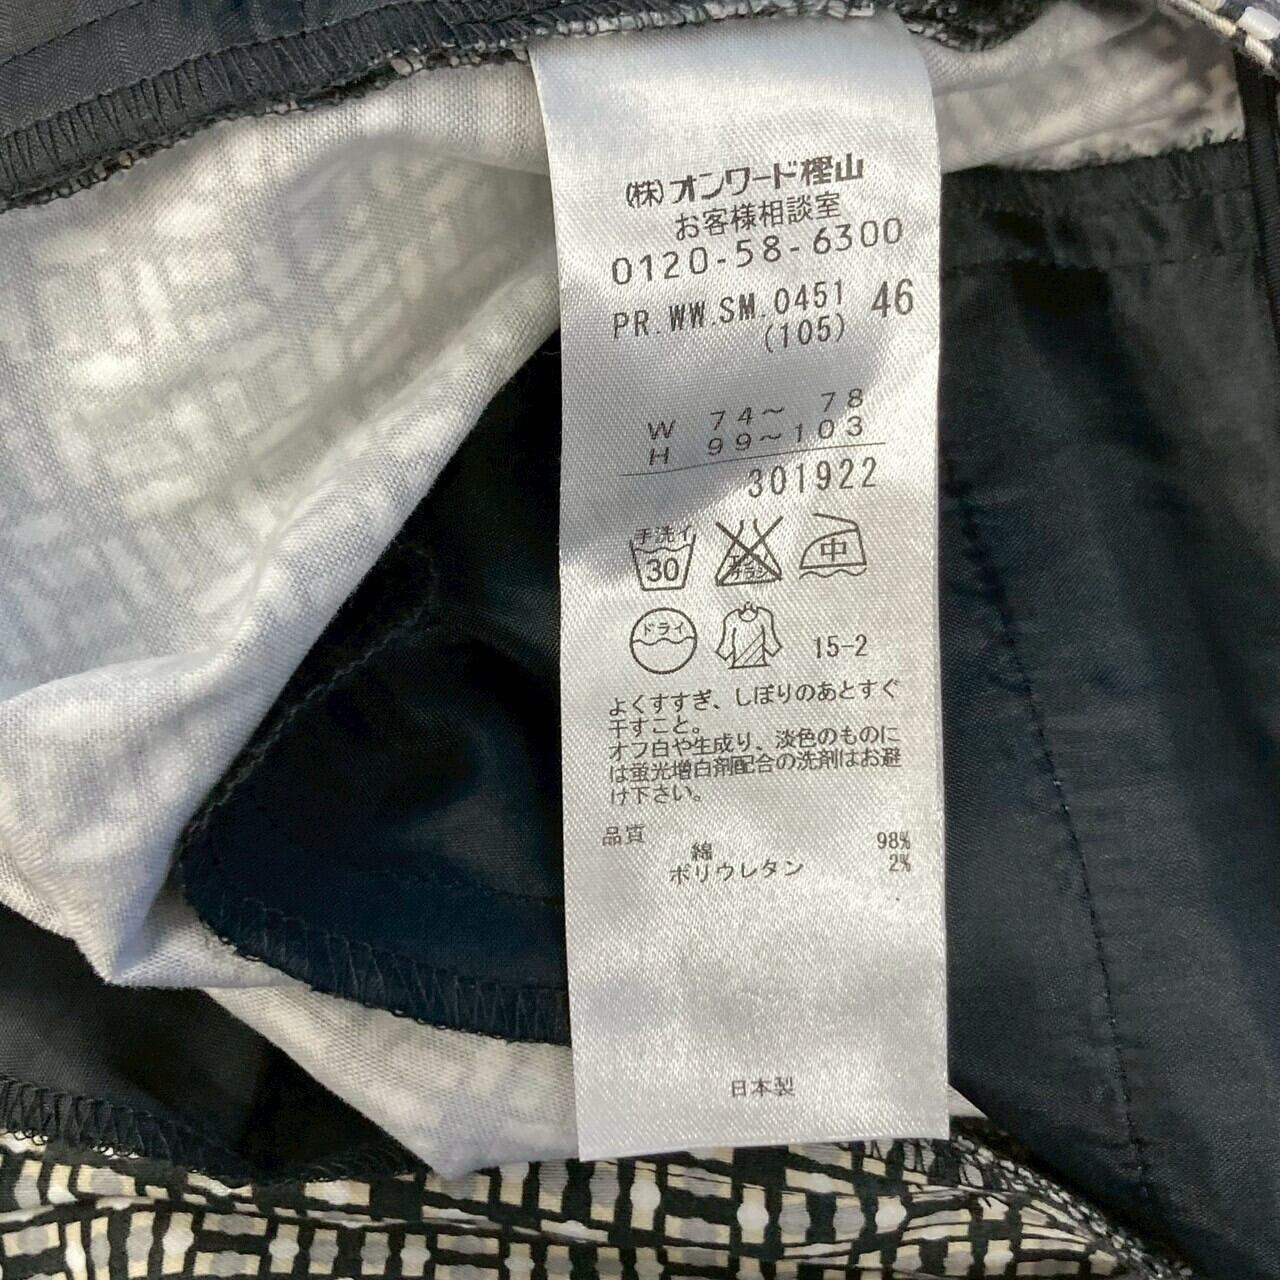 (株)オンワード樫山
お客様相談室
0120-58-6300
PR.WW.SM.0451 46
(105)
W 74〜 78
H 99〜103
301922
手洗イ
30
中
ドライ
15-2
よくすすぎ、しぼりのあとすぐ
干すこと。
オフ白や生成り、淡色のものに
は蛍光増白剤配合の洗剤はお避
け下さい。
品質
綿 98%
ポリウレタン 2%
日本製